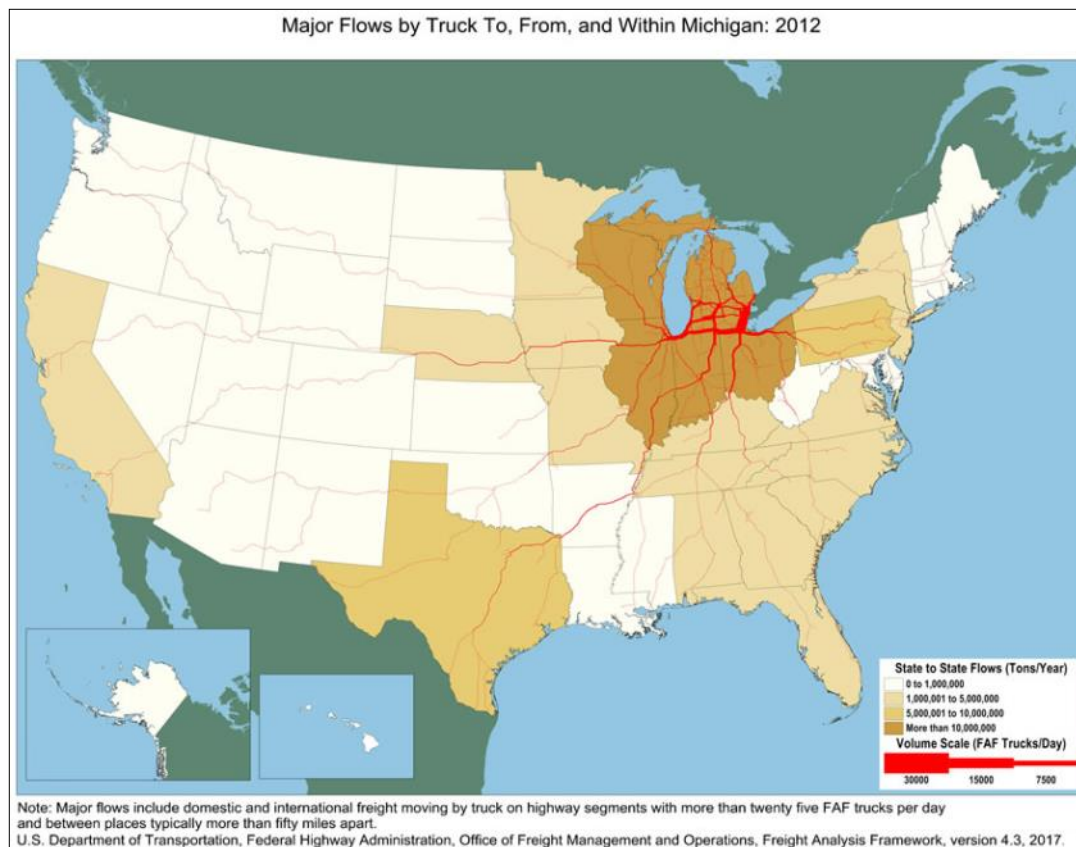 Major Flows by Truck To, From, and Within Michigan: 2012
State to State Flows (Tons/Year)
0 to 1,000,000
1,000,001 to 5,000,000
5,000,001 to 10,000,000
More than 10,000,000
Volume Scale (FAF Trucks/Day)
30000 15000 7500
Note: Major flows include domestic and international freight moving by truck on highway segments with more than twenty five FAF trucks per day
and between places typically more than fifty miles apart.
U.S. Department of Transportation, Federal Highway Administration, Office of Freight Management and Operations, Freight Analysis Framework, version 4.3, 2017.